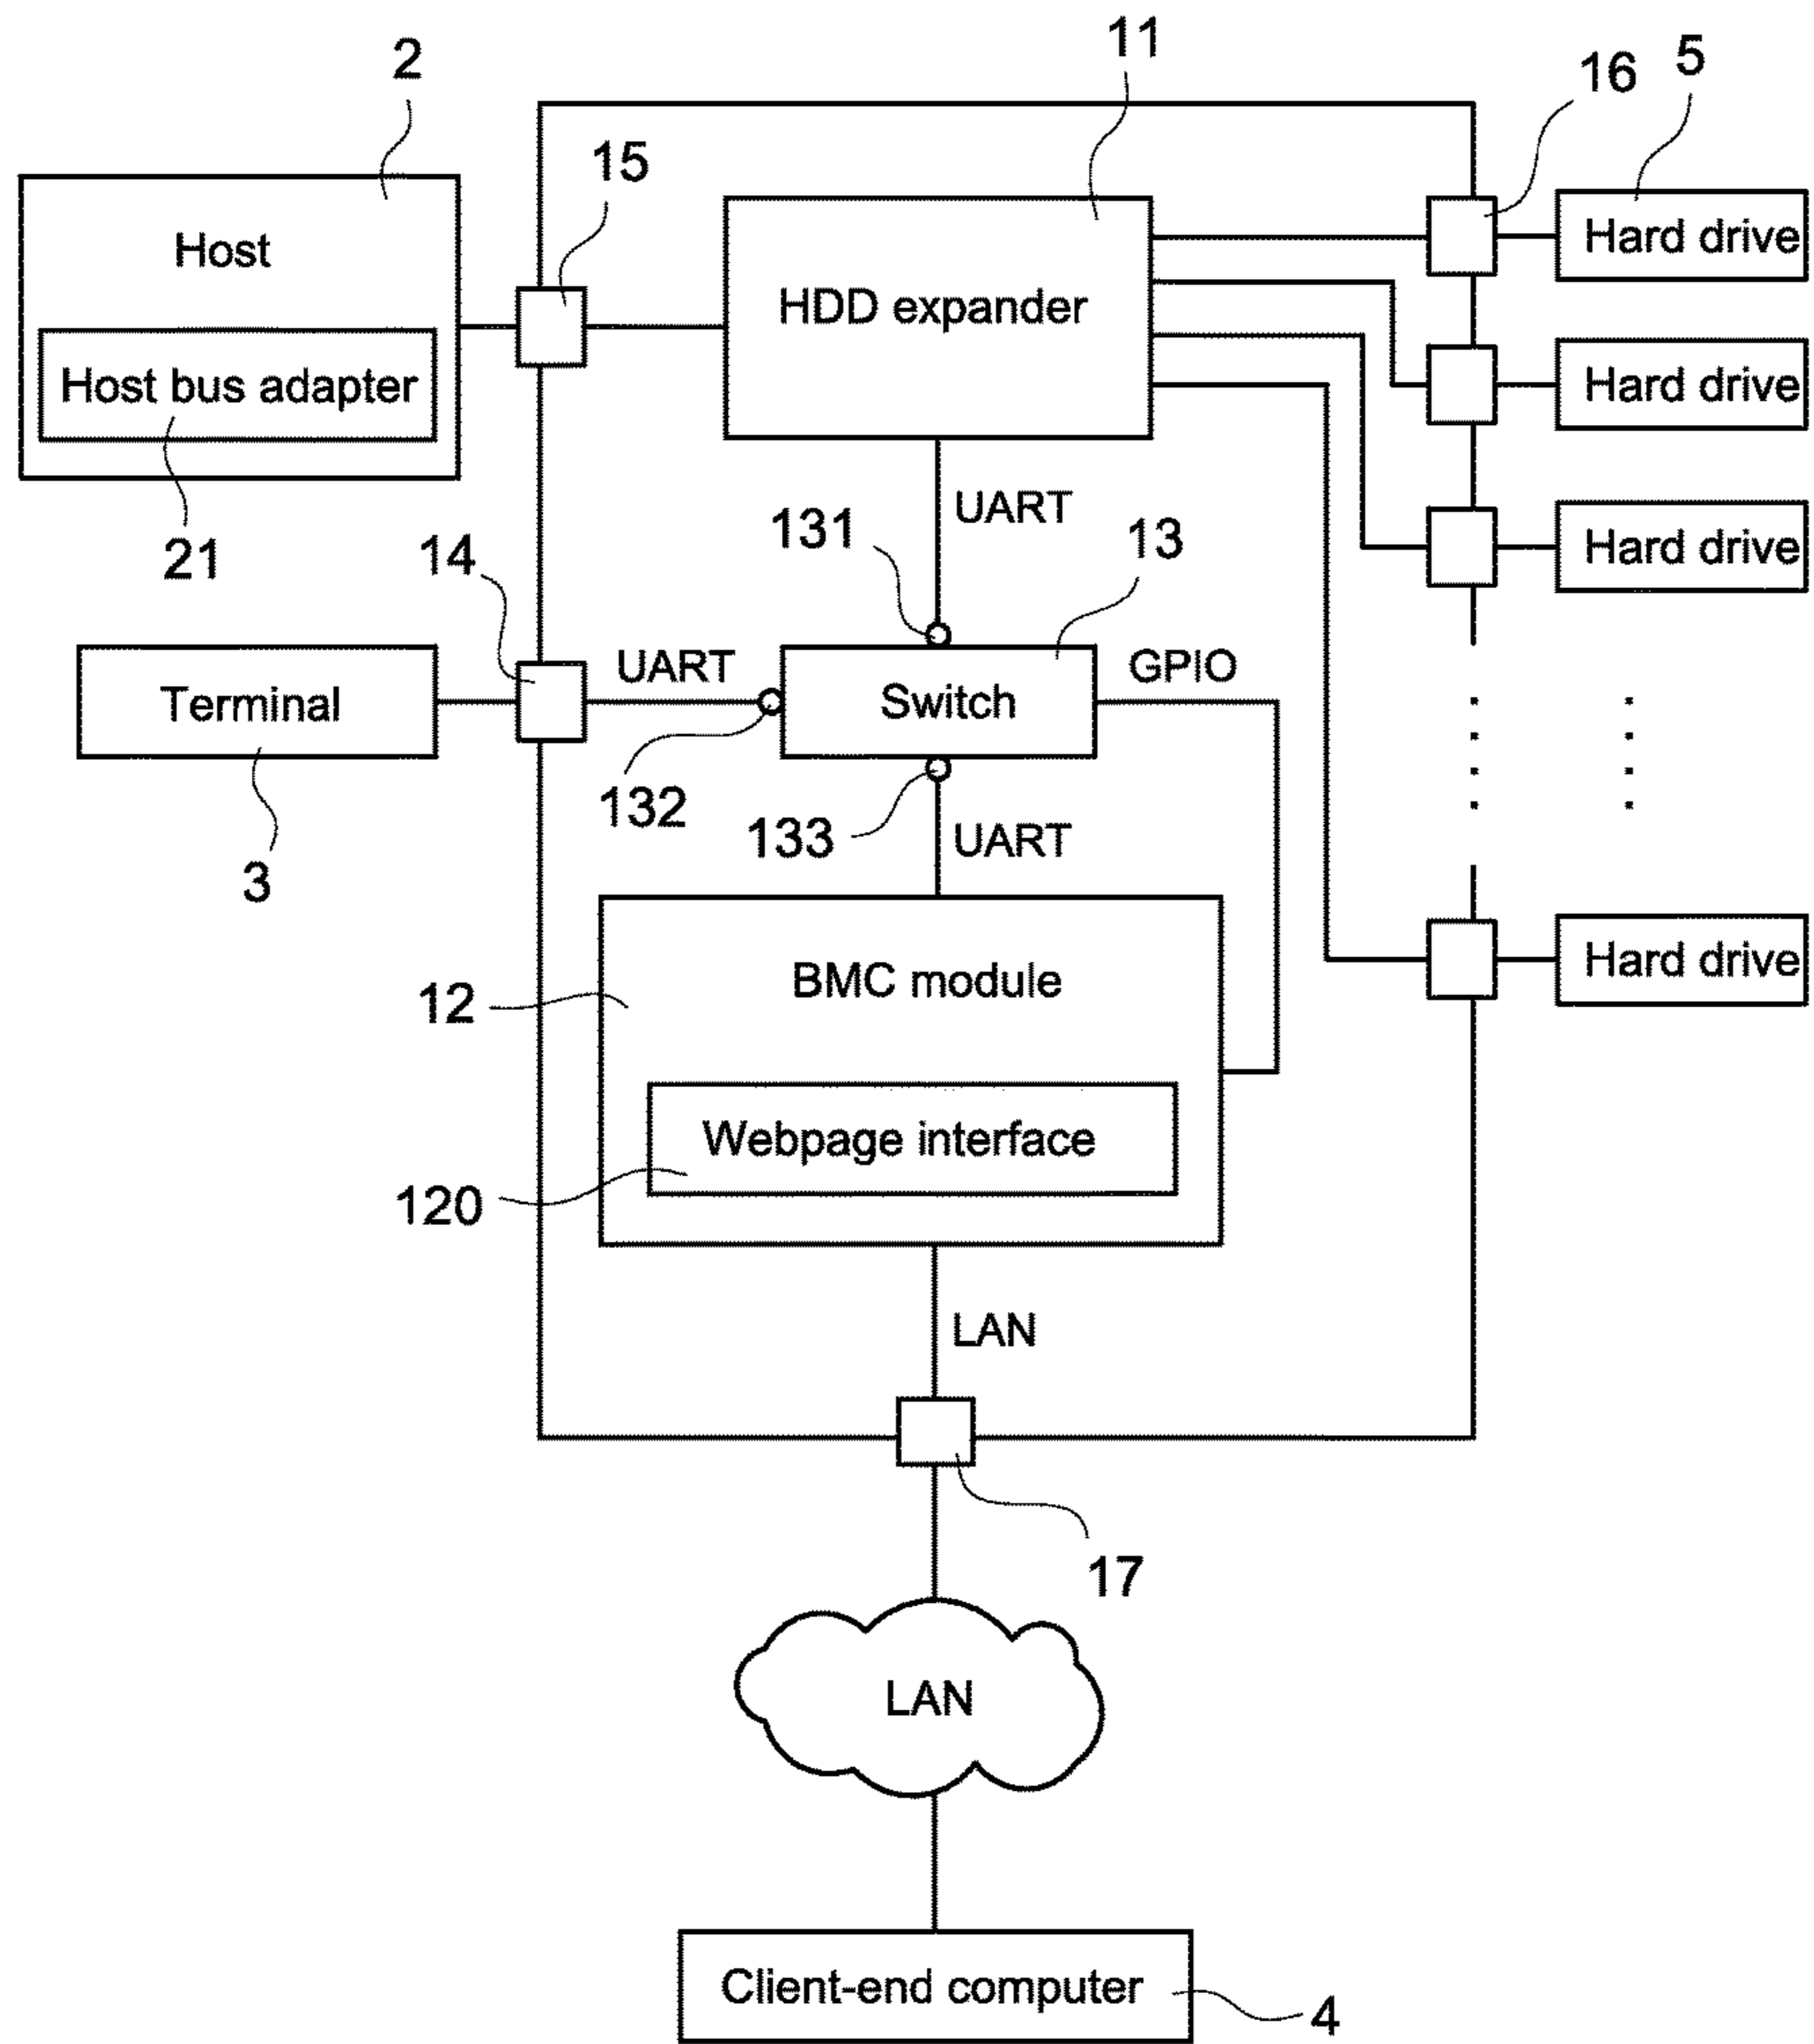 11
2
16
5
15
Host
HDD expander
Hard drive
Host bus adapter
Hard drive
UART
131
13
Hard drive
21
14
UART
GPIO
Terminal
Switch
132
133
UART
3
BMC module
12
Hard drive
Webpage interface
120
LAN
17
LAN
Client-end computer
4